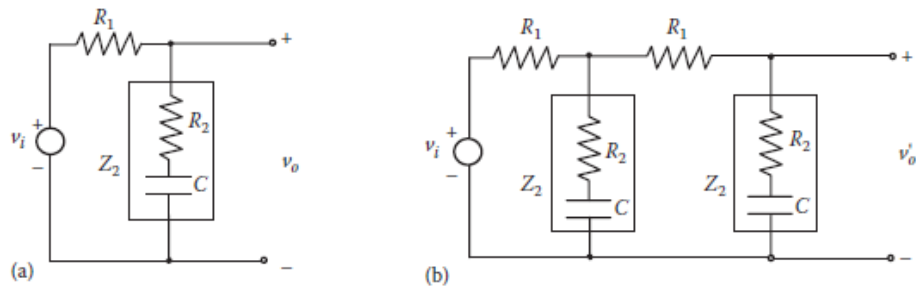 R₁
+
R₂
vᵢ
+
−
Z₂
C
vₒ
−
(a)
R₁
R₁
+
R₂
R₂
vᵢ
+
−
Z₂
C
Z₂
C
v'ₒ
−
(b)